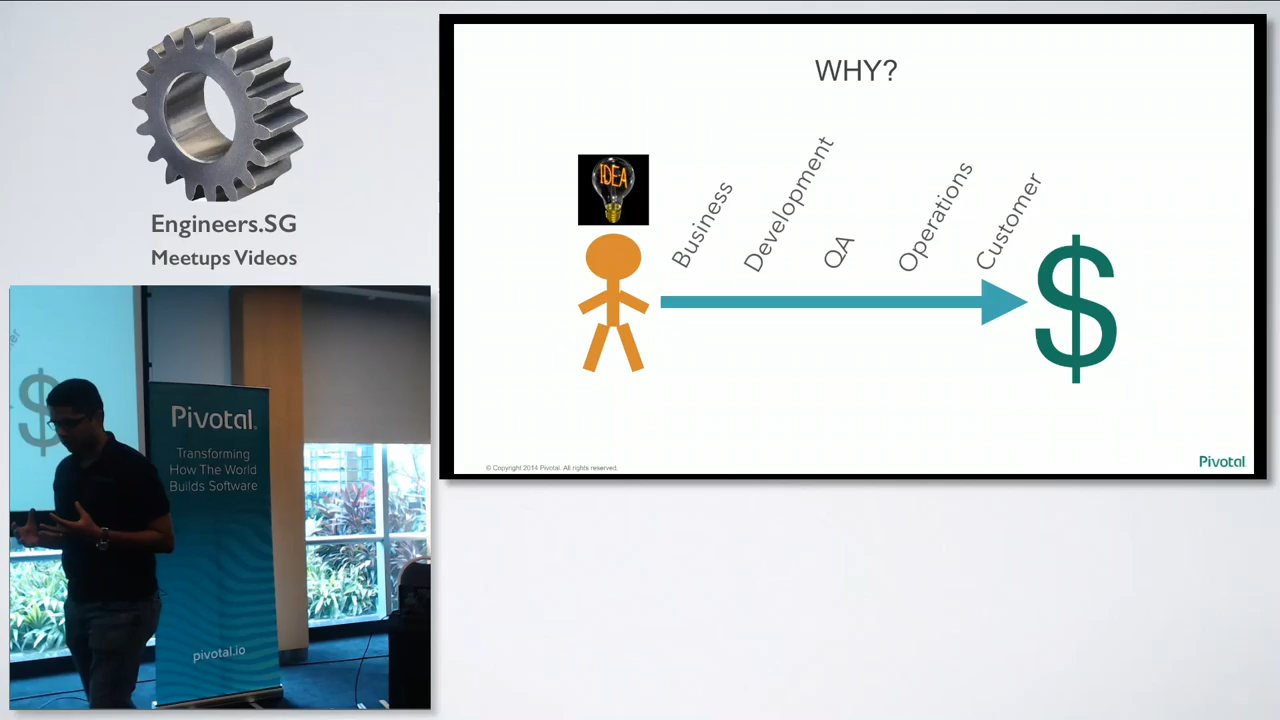 Engineers.SG
Meetups Videos
WHY?
IDEA
Business
Development
QA
Operations
Customer
$
© Copyright 2014 Pivotal. All rights reserved.
Pivotal
$
Pivotal
Transforming
How The World
Builds Software
pivotal.io